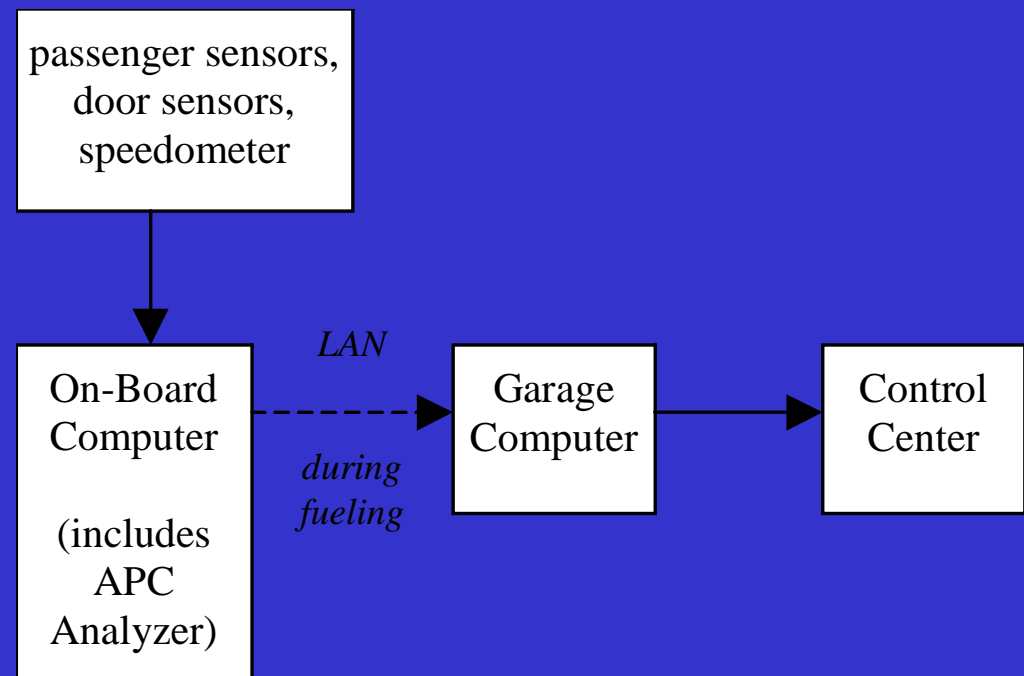 passenger sensors,
door sensors,
speedometer
On-Board
Computer
(includes
APC
Analyzer)
LAN
during
fueling
Garage
Computer
Control
Center